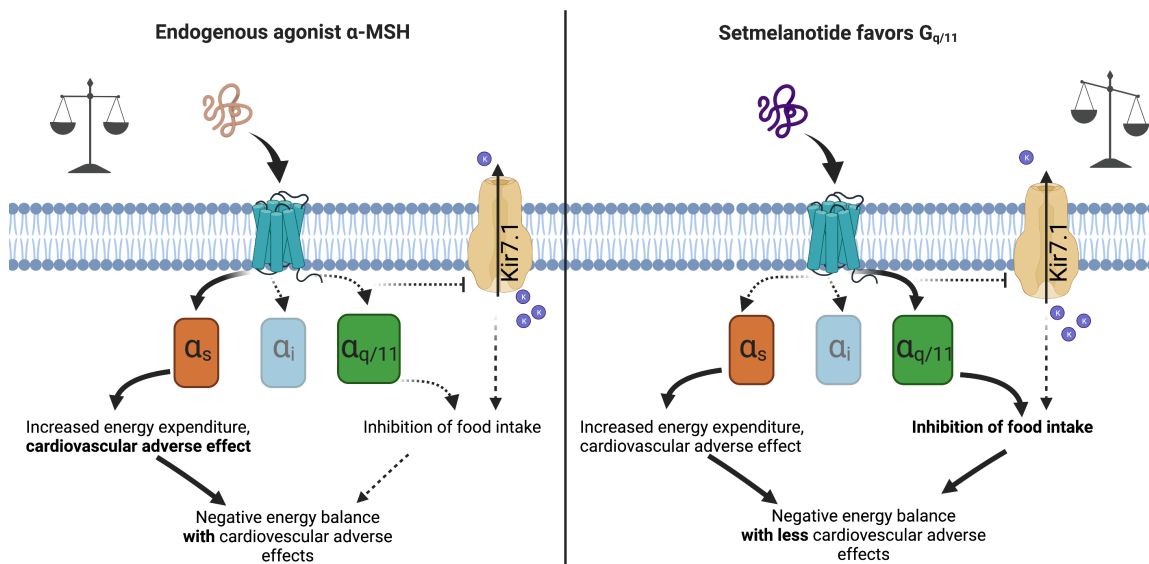 Endogenous agonist α-MSH
K
Kir7.1
K
K
K
αs
αi
αq/11
Increased energy expenditure,
cardiovascular adverse effect
Inhibition of food intake
Negative energy balance
with cardiovascular adverse
effects
Setmelanotide favors Gq/11
K
Kir7.1
K
K
K
αs
αi
αq/11
Increased energy expenditure,
cardiovascular adverse effect
Inhibition of food intake
Negative energy balance
with less cardiovascular adverse
effects